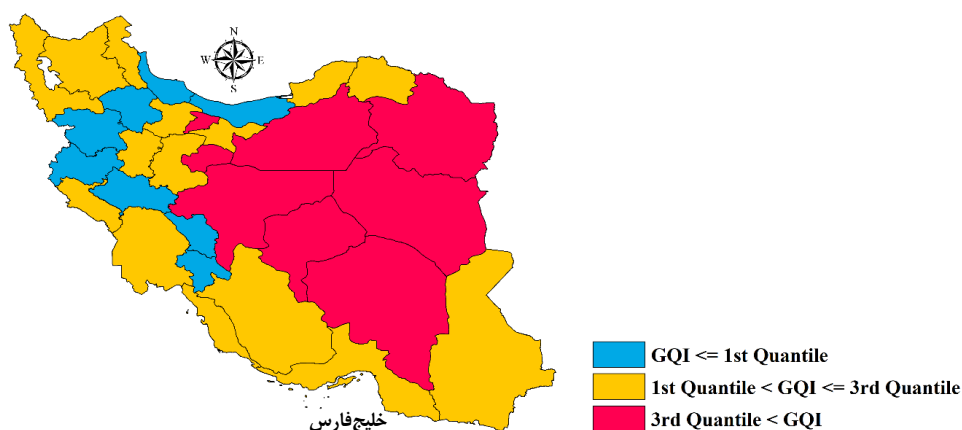 N
W E
S
GQI <= 1st Quantile
1st Quantile < GQI <= 3rd Quantile
3rd Quantile < GQI
خلیج فارس